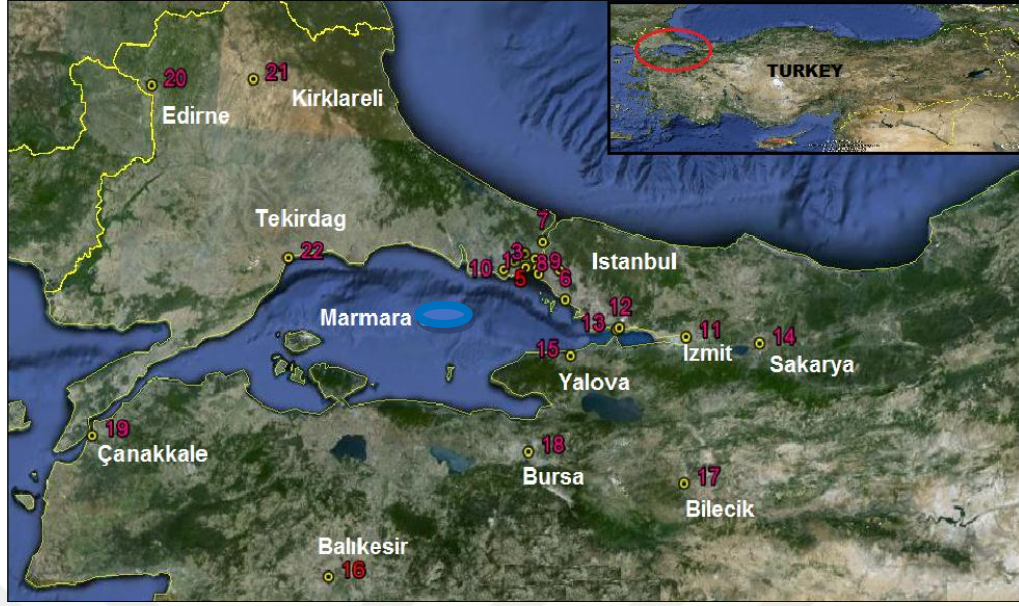 TURKEY
20
Edirne
21
Kirklareli
Tekirdag
22
7
3
1
10
8
9
5
6
Istanbul
Marmara
12
13
11
Izmit
14
Sakarya
15
Yalova
19
Çanakkale
18
Bursa
17
Bilecik
Balıkesir
16